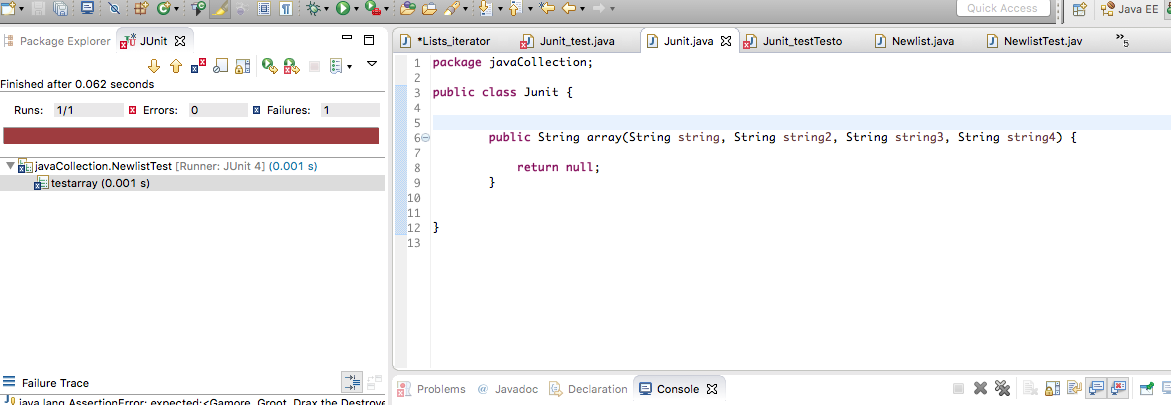 Quick Access
Java EE
Package Explorer
JUnit
Finished after 0.062 seconds
Runs: 1/1 Errors: 0 Failures: 1
javaCollection.NewlistTest [Runner: JUnit 4] (0.001 s)
testarray (0.001 s)
Failure Trace
java.lang.AssertionError: expected:<Gamore, Groot, Drax the Destroye
*Lists_iterator
Junit_test.java
Junit.java
Junit_testTesto
Newlist.java
NewlistTest.jav
»5
1 package javaCollection;
2
3 public class Junit {
4
5
6 public String array(String string, String string2, String string3, String string4) {
7
8 return null;
9 }
10
11
12 }
13
Problems
@ Javadoc
Declaration
Console